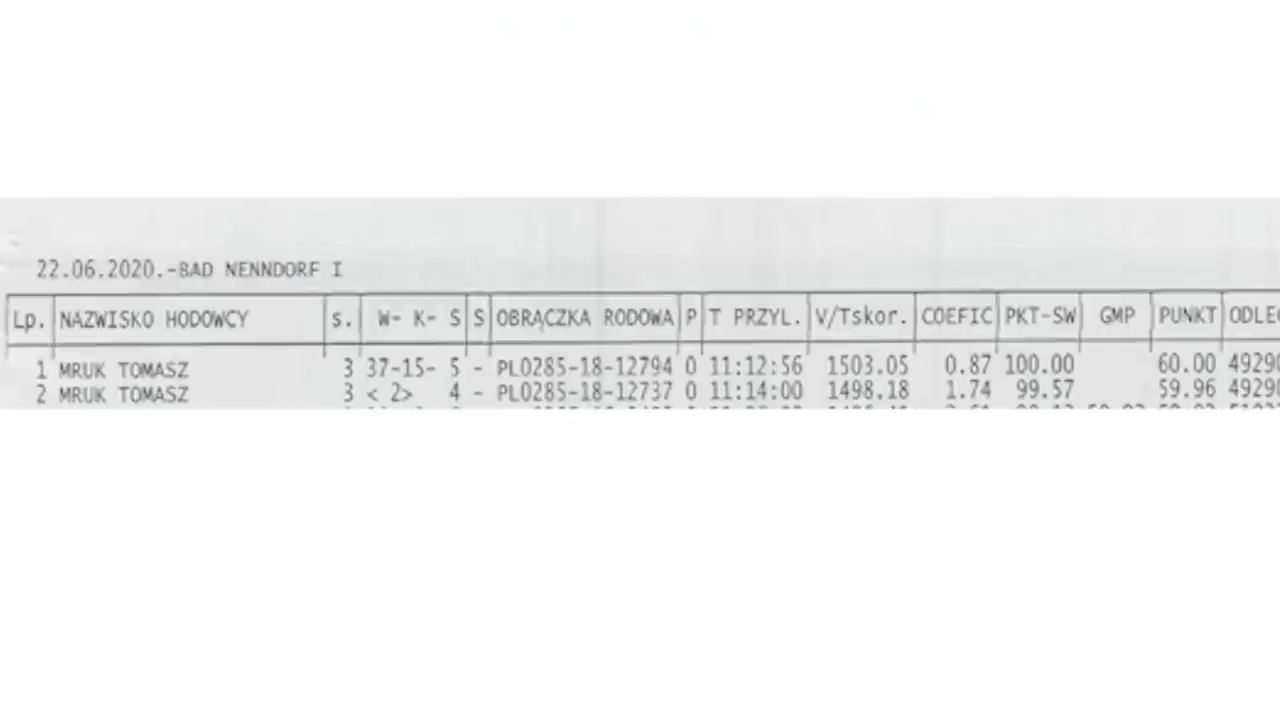 22.06.2020.-BAD NENNDORF I
Lp. NAZWISKO HODOWCY s. W- K- S S OBRĄCZKA RODOWA P T PRZYL. V/Tskor. COEFIC PKT-SW GMP PUNKT ODLE
1 MRUK TOMASZ 3 37-15- 5 - PL0285-18-12794 0 11:12:56 1503.05 0.87 100.00 60.00 4929
2 MRUK TOMASZ 3 < 2> 4 - PL0285-18-12737 0 11:14:00 1498.18 1.74 99.57 59.96 4929